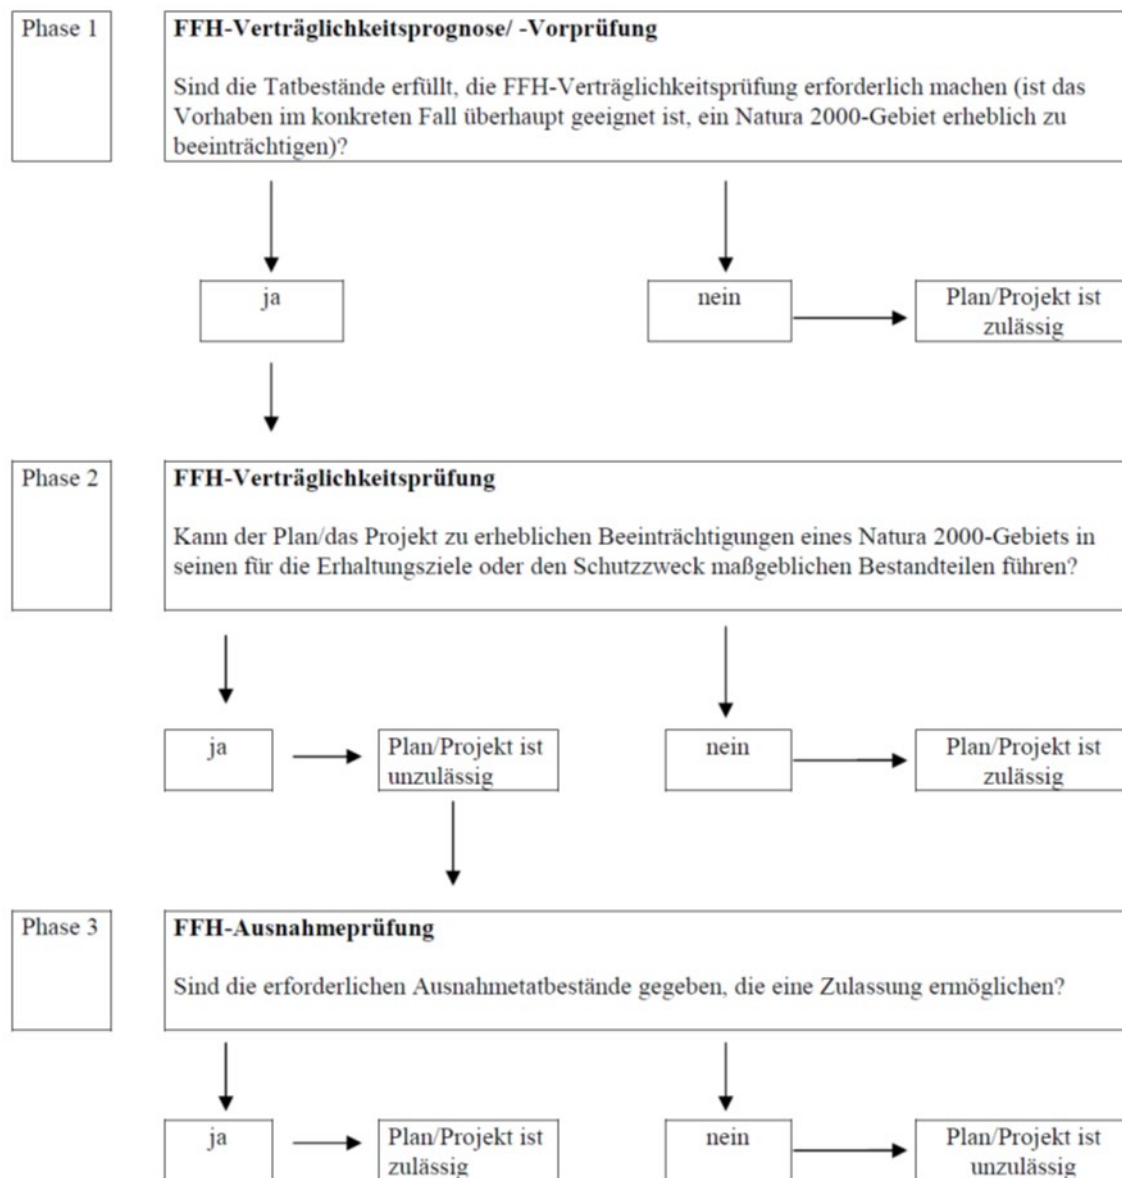 Phase 1
FFH-Verträglichkeitsprognose/ -Vorprüfung
Sind die Tatbestände erfüllt, die FFH-Verträglichkeitsprüfung erforderlich machen (ist das
Vorhaben im konkreten Fall überhaupt geeignet ist, ein Natura 2000-Gebiet erheblich zu
beeinträchtigen)?
ja
nein
Plan/Projekt ist
zulässig
Phase 2
FFH-Verträglichkeitsprüfung
Kann der Plan/das Projekt zu erheblichen Beeinträchtigungen eines Natura 2000-Gebiets in
seinen für die Erhaltungsziele oder den Schutzzweck maßgeblichen Bestandteilen führen?
ja
Plan/Projekt ist
unzulässig
nein
Plan/Projekt ist
zulässig
Phase 3
FFH-Ausnahmeprüfung
Sind die erforderlichen Ausnahmetatbestände gegeben, die eine Zulassung ermöglichen?
ja
Plan/Projekt ist
zulässig
nein
Plan/Projekt ist
unzulässig